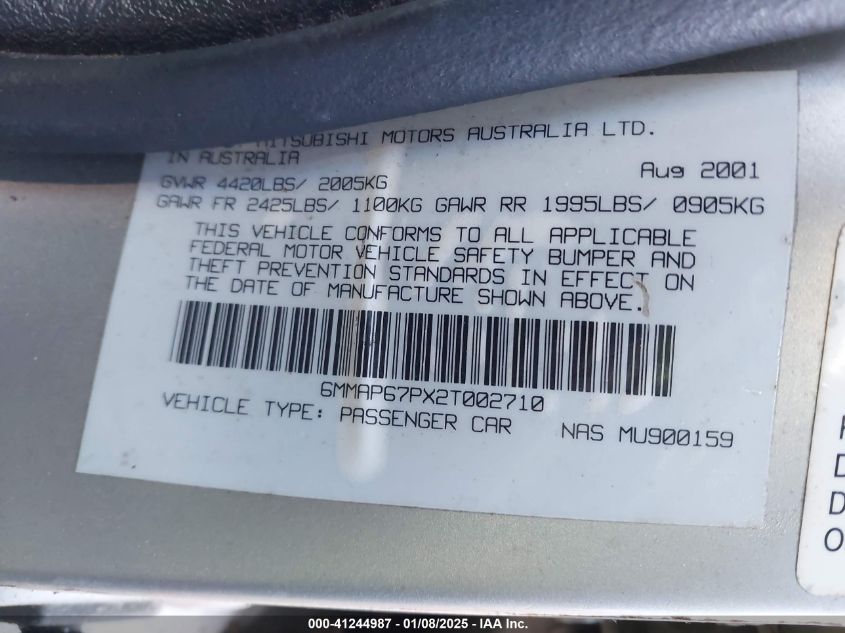 MITSUBISHI MOTORS AUSTRALIA LTD.
IN AUSTRALIA
Aug 2001
GVWR 4420LBS/ 2005KG
GAWR FR 2425LBS/ 1100KG GAWR RR 1995LBS/ 0905KG
THIS VEHICLE CONFORMS TO ALL APPLICABLE
FEDERAL MOTOR VEHICLE SAFETY BUMPER AND
THEFT PREVENTION STANDARDS IN EFFECT ON
THE DATE OF MANUFACTURE SHOWN ABOVE.
6MMAP67PX2T002710
VEHICLE TYPE: PASSENGER CAR NAS MU900159
000-41244987 - 01/08/2025 - IAA Inc.